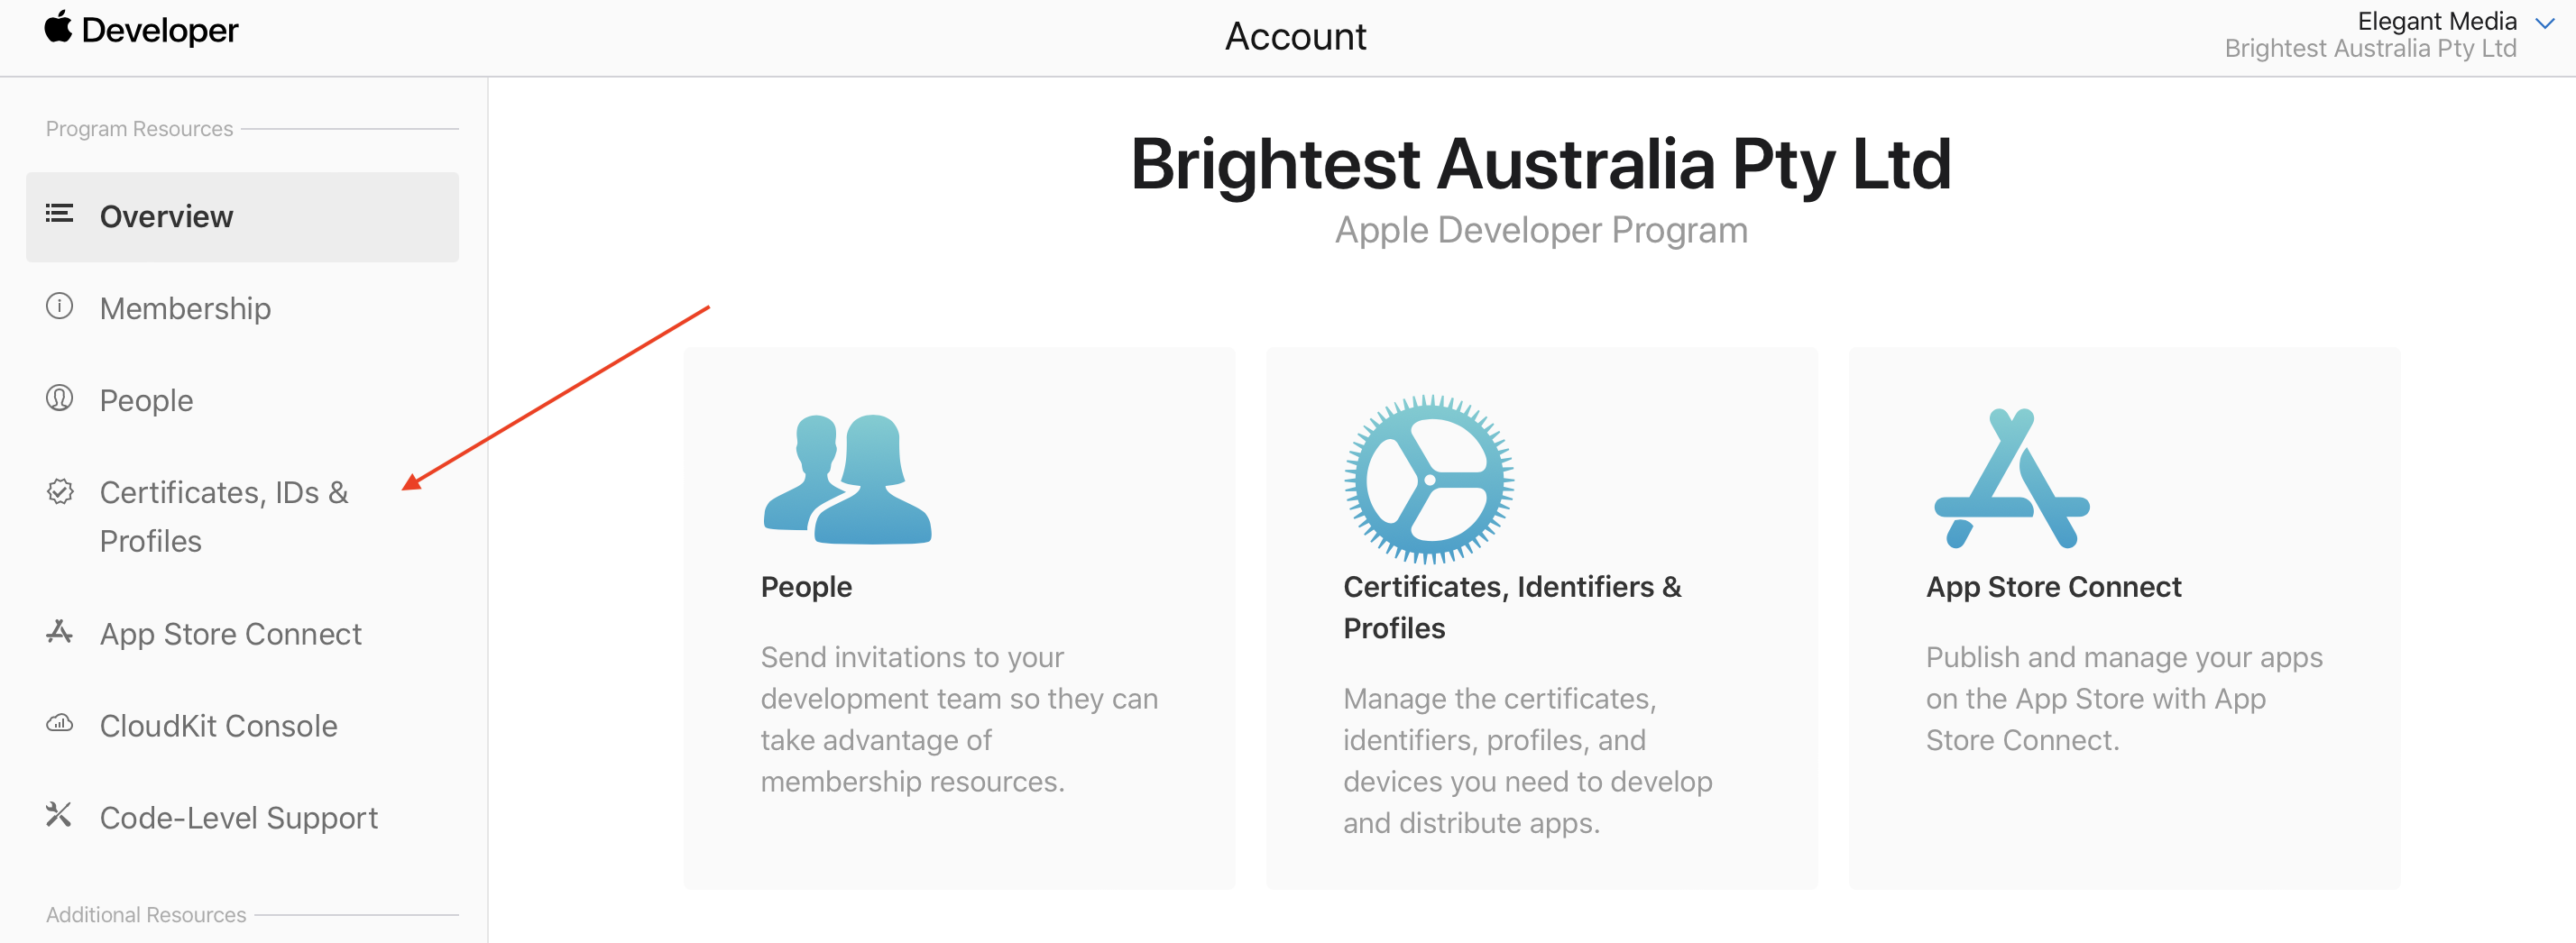 Developer
Account
Elegant Media
Brightest Australia Pty Ltd
Program Resources
Overview
Membership
People
Certificates, IDs &
Profiles
App Store Connect
CloudKit Console
Code-Level Support
Additional Resources
Brightest Australia Pty Ltd
Apple Developer Program
People
Send invitations to your
development team so they can
take advantage of
membership resources.
Certificates, Identifiers &
Profiles
Manage the certificates,
identifiers, profiles, and
devices you need to develop
and distribute apps.
App Store Connect
Publish and manage your apps
on the App Store with App
Store Connect.